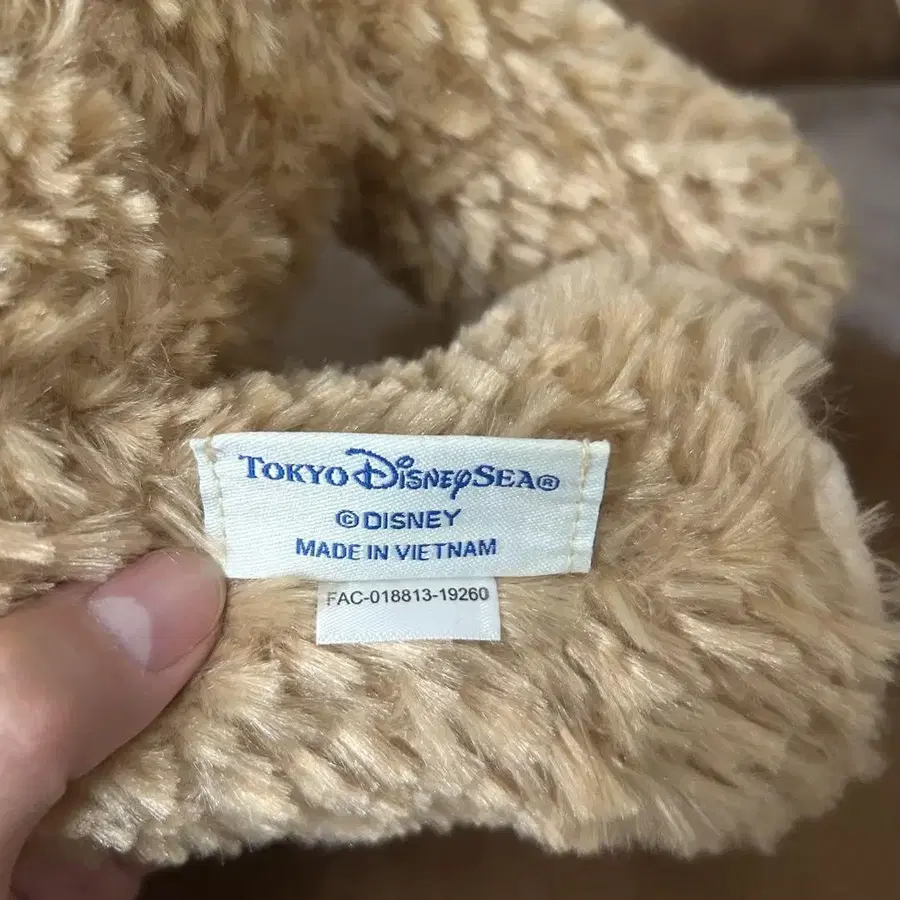 TOKYO DISNEYSEA®
©DISNEY
MADE IN VIETNAM
FAC-018813-19260